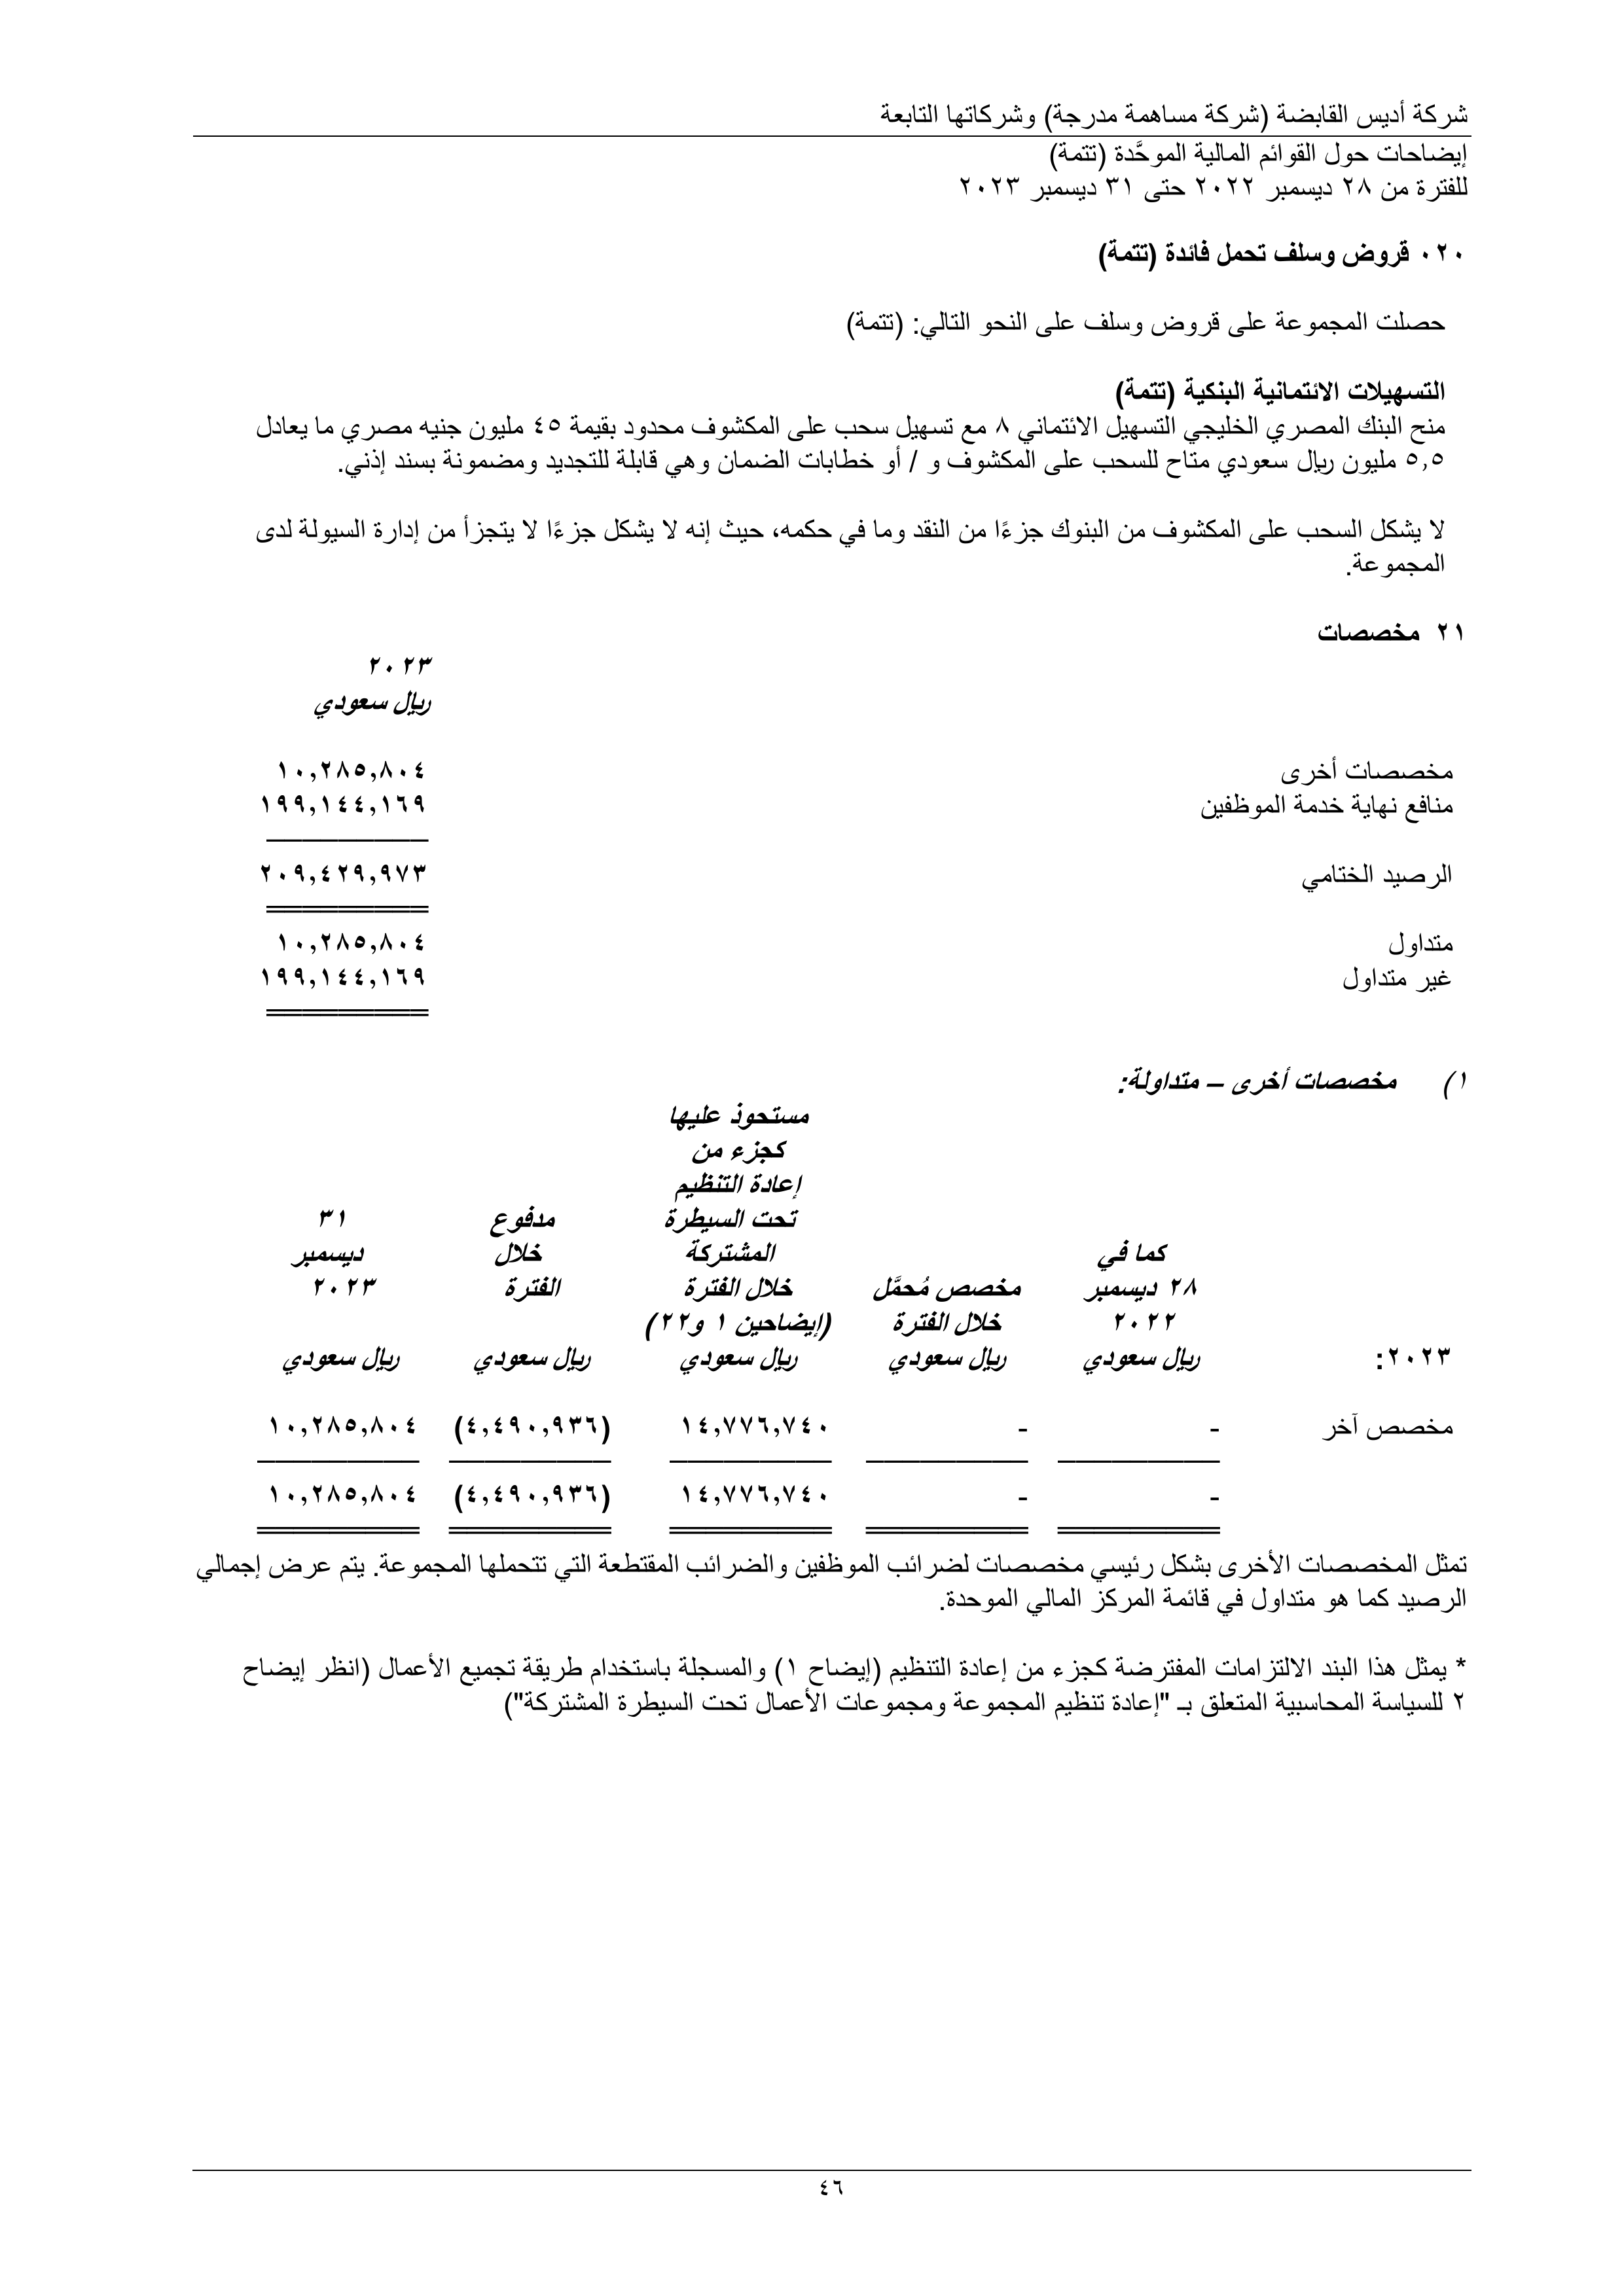 شركة أديس القابضة (شركة مساهمة مدرجة) وشركاتها التابعة
إيضاحات حول القوائم المالية الموحَّدة (تتمة)
للفترة من ٢٨ ديسمبر ٢٠٢٢ حتى ٣١ ديسمبر ٢٠٢٣
٠٢٠ قروض وسلف تحمل فائدة (تتمة)
حصلت المجموعة على قروض وسلف على النحو التالي: (تتمة)
التسهيلات الائتمانية البنكية (تتمة)
منح البنك المصري الخليجي التسهيل الائتماني ٨ مع تسهيل سحب على المكشوف محدود بقيمة ٤٥ مليون جنيه مصري ما يعادل
٥,٥ مليون ريال سعودي متاح للسحب على المكشوف و / أو خطابات الضمان وهي قابلة للتجديد ومضمونة بسند إذني.
لا يشكل السحب على المكشوف من البنوك جزءًا من النقد وما في حكمه، حيث إنه لا يشكل جزءًا لا يتجزأ من إدارة السيولة لدى
المجموعة.
٢١ مخصصات
٢٠٢٣
ريال سعودي
مخصصات أخرى ١٠,٢٨٥,٨٠٤
منافع نهاية خدمة الموظفين ١٩٩,١٤٤,١٦٩
الرصيد الختامي ٢٠٩,٤٢٩,٩٧٣
متداول ١٠,٢٨٥,٨٠٤
غير متداول ١٩٩,١٤٤,١٦٩
١) مخصصات أخرى – متداولة:
مستحوذ عليها
كجزء من
إعادة التنظيم
تحت السيطرة مدفوع ٣١
كما في المشتركة خلال ديسمبر
٢٨ ديسمبر مخصص مُحمَّل خلال الفترة الفترة ٢٠٢٣
٢٠٢٢ خلال الفترة (إيضاحين ١ و٢٢)
٢٠٢٣: ريال سعودي ريال سعودي ريال سعودي ريال سعودي ريال سعودي
مخصص آخر - - ١٤,٧٧٦,٧٤٠ (٤,٤٩٠,٩٣٦) ١٠,٢٨٥,٨٠٤
- - ١٤,٧٧٦,٧٤٠ (٤,٤٩٠,٩٣٦) ١٠,٢٨٥,٨٠٤
تمثل المخصصات الأخرى بشكل رئيسي مخصصات لضرائب الموظفين والضرائب المقتطعة التي تتحملها المجموعة. يتم عرض إجمالي
الرصيد كما هو متداول في قائمة المركز المالي الموحدة.
* يمثل هذا البند الالتزامات المفترضة كجزء من إعادة التنظيم (إيضاح ١) والمسجلة باستخدام طريقة تجميع الأعمال (انظر إيضاح
٢ للسياسة المحاسبية المتعلق بـ "إعادة تنظيم المجموعة ومجموعات الأعمال تحت السيطرة المشتركة")
٤٦